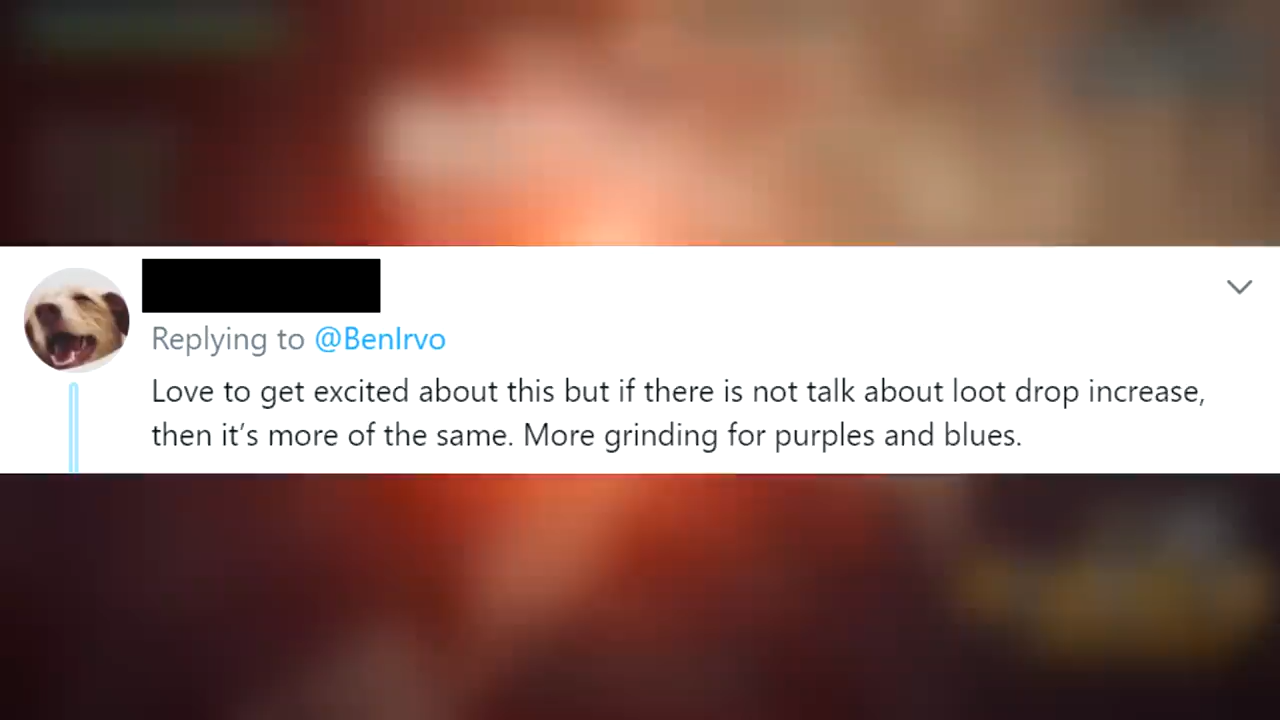 Replying to @BenIrvo
Love to get excited about this but if there is not talk about loot drop increase,
then it’s more of the same. More grinding for purples and blues.